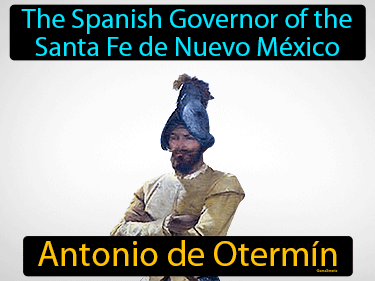 The Spanish Governor of the
Santa Fe de Nuevo México
Antonio de Otermín